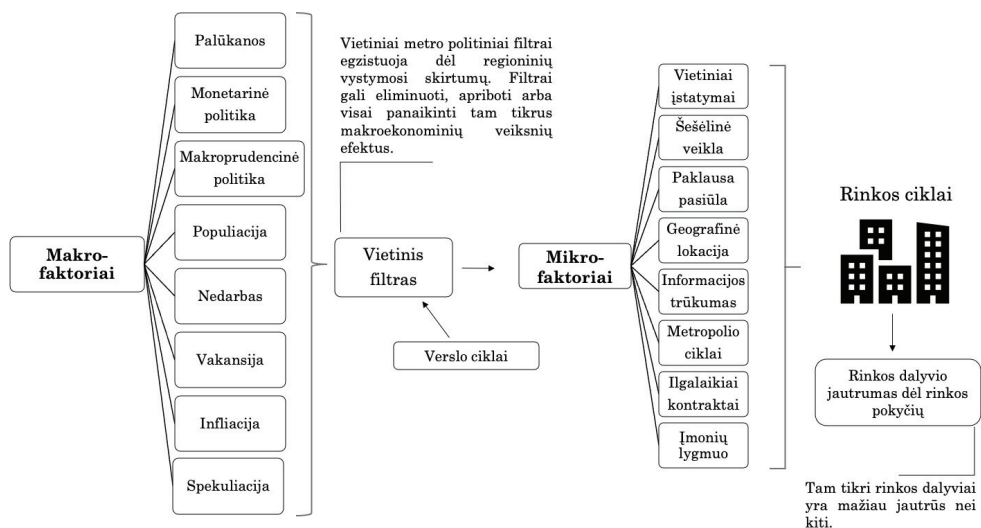 Makro-
faktoriai
Palūkanos
Monetarinė
politika
Makroprudencinė
politika
Populiacija
Nedarbas
Vakansija
Infliacija
Spekuliacija
Vietiniai metro politiniai filtrai
egzistuoja dėl regioninių
vystymosi skirtumų. Filtrai
gali eliminuoti, apriboti arba
visai panaikinti tam tikrus
makroekonominių veiksnių
efektus.
Vietinis
filtras
Verslo ciklai
Mikro-
faktoriai
Vietiniai
įstatymai
Šešėlinė
veikla
Paklausa
pasiūla
Geografinė
lokacija
Informacijos
trūkumas
Metropolio
ciklai
Ilgalaikiai
kontraktai
Įmonių
lygmuo
Rinkos ciklai
Rinkos dalyvio
jautrumas dėl rinkos
pokyčių
Tam tikri rinkos dalyviai
yra mažiau jautrūs nei
kiti.